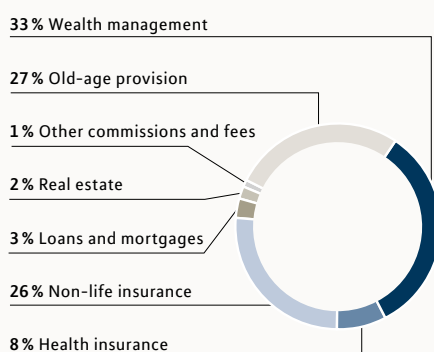 33% Wealth management
27% Old-age provision
1% Other commissions and fees
2% Real estate
3% Loans and mortgages
26% Non-life insurance
8% Health insurance